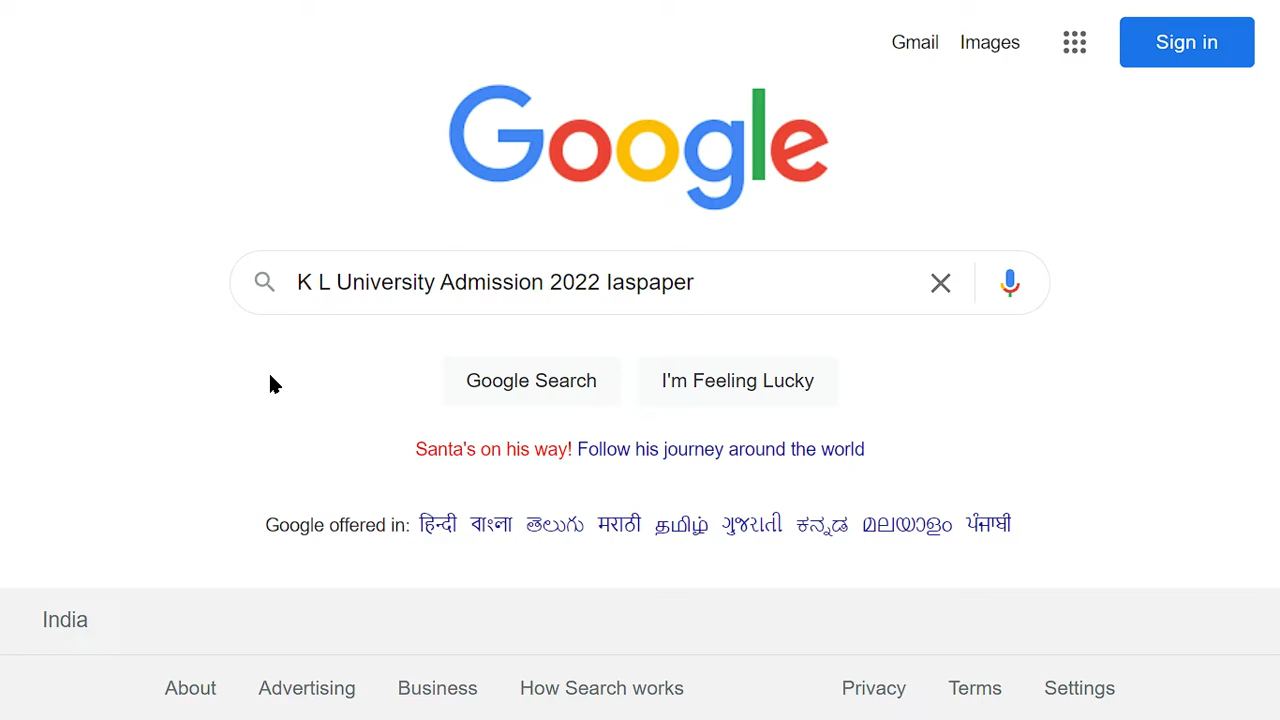 Gmail Images Sign in
Google
K L University Admission 2022 Iaspaper
Google Search I'm Feeling Lucky
Santa's on his way! Follow his journey around the world
Google offered in: हिन्दी বাংলা తెలుగు मराठी தமிழ் ગુજરાતી ಕನ್ನಡ മലയാളം ਪੰਜਾਬੀ
India
About Advertising Business How Search works Privacy Terms Settings